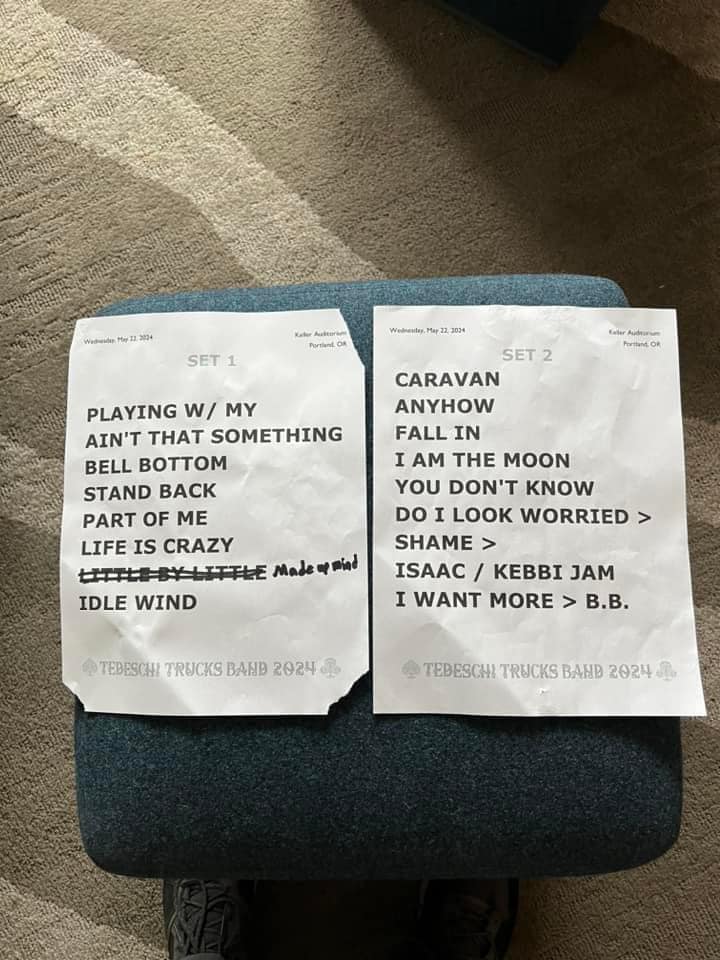 Wednesday, May 22, 2024
Keller Auditorium
Portland, OR
SET 1
PLAYING W/ MY
AIN'T THAT SOMETHING
BELL BOTTOM
STAND BACK
PART OF ME
LIFE IS CRAZY
LITTLE BY LITTLE Made up mind
IDLE WIND
TEDESCHI TRUCKS BAND 2024
Wednesday, May 22, 2024
Keller Auditorium
Portland, OR
SET 2
CARAVAN
ANYHOW
FALL IN
I AM THE MOON
YOU DON'T KNOW
DO I LOOK WORRIED >
SHAME >
ISAAC / KEBBI JAM
I WANT MORE > B.B.
TEDESCHI TRUCKS BAND 2024